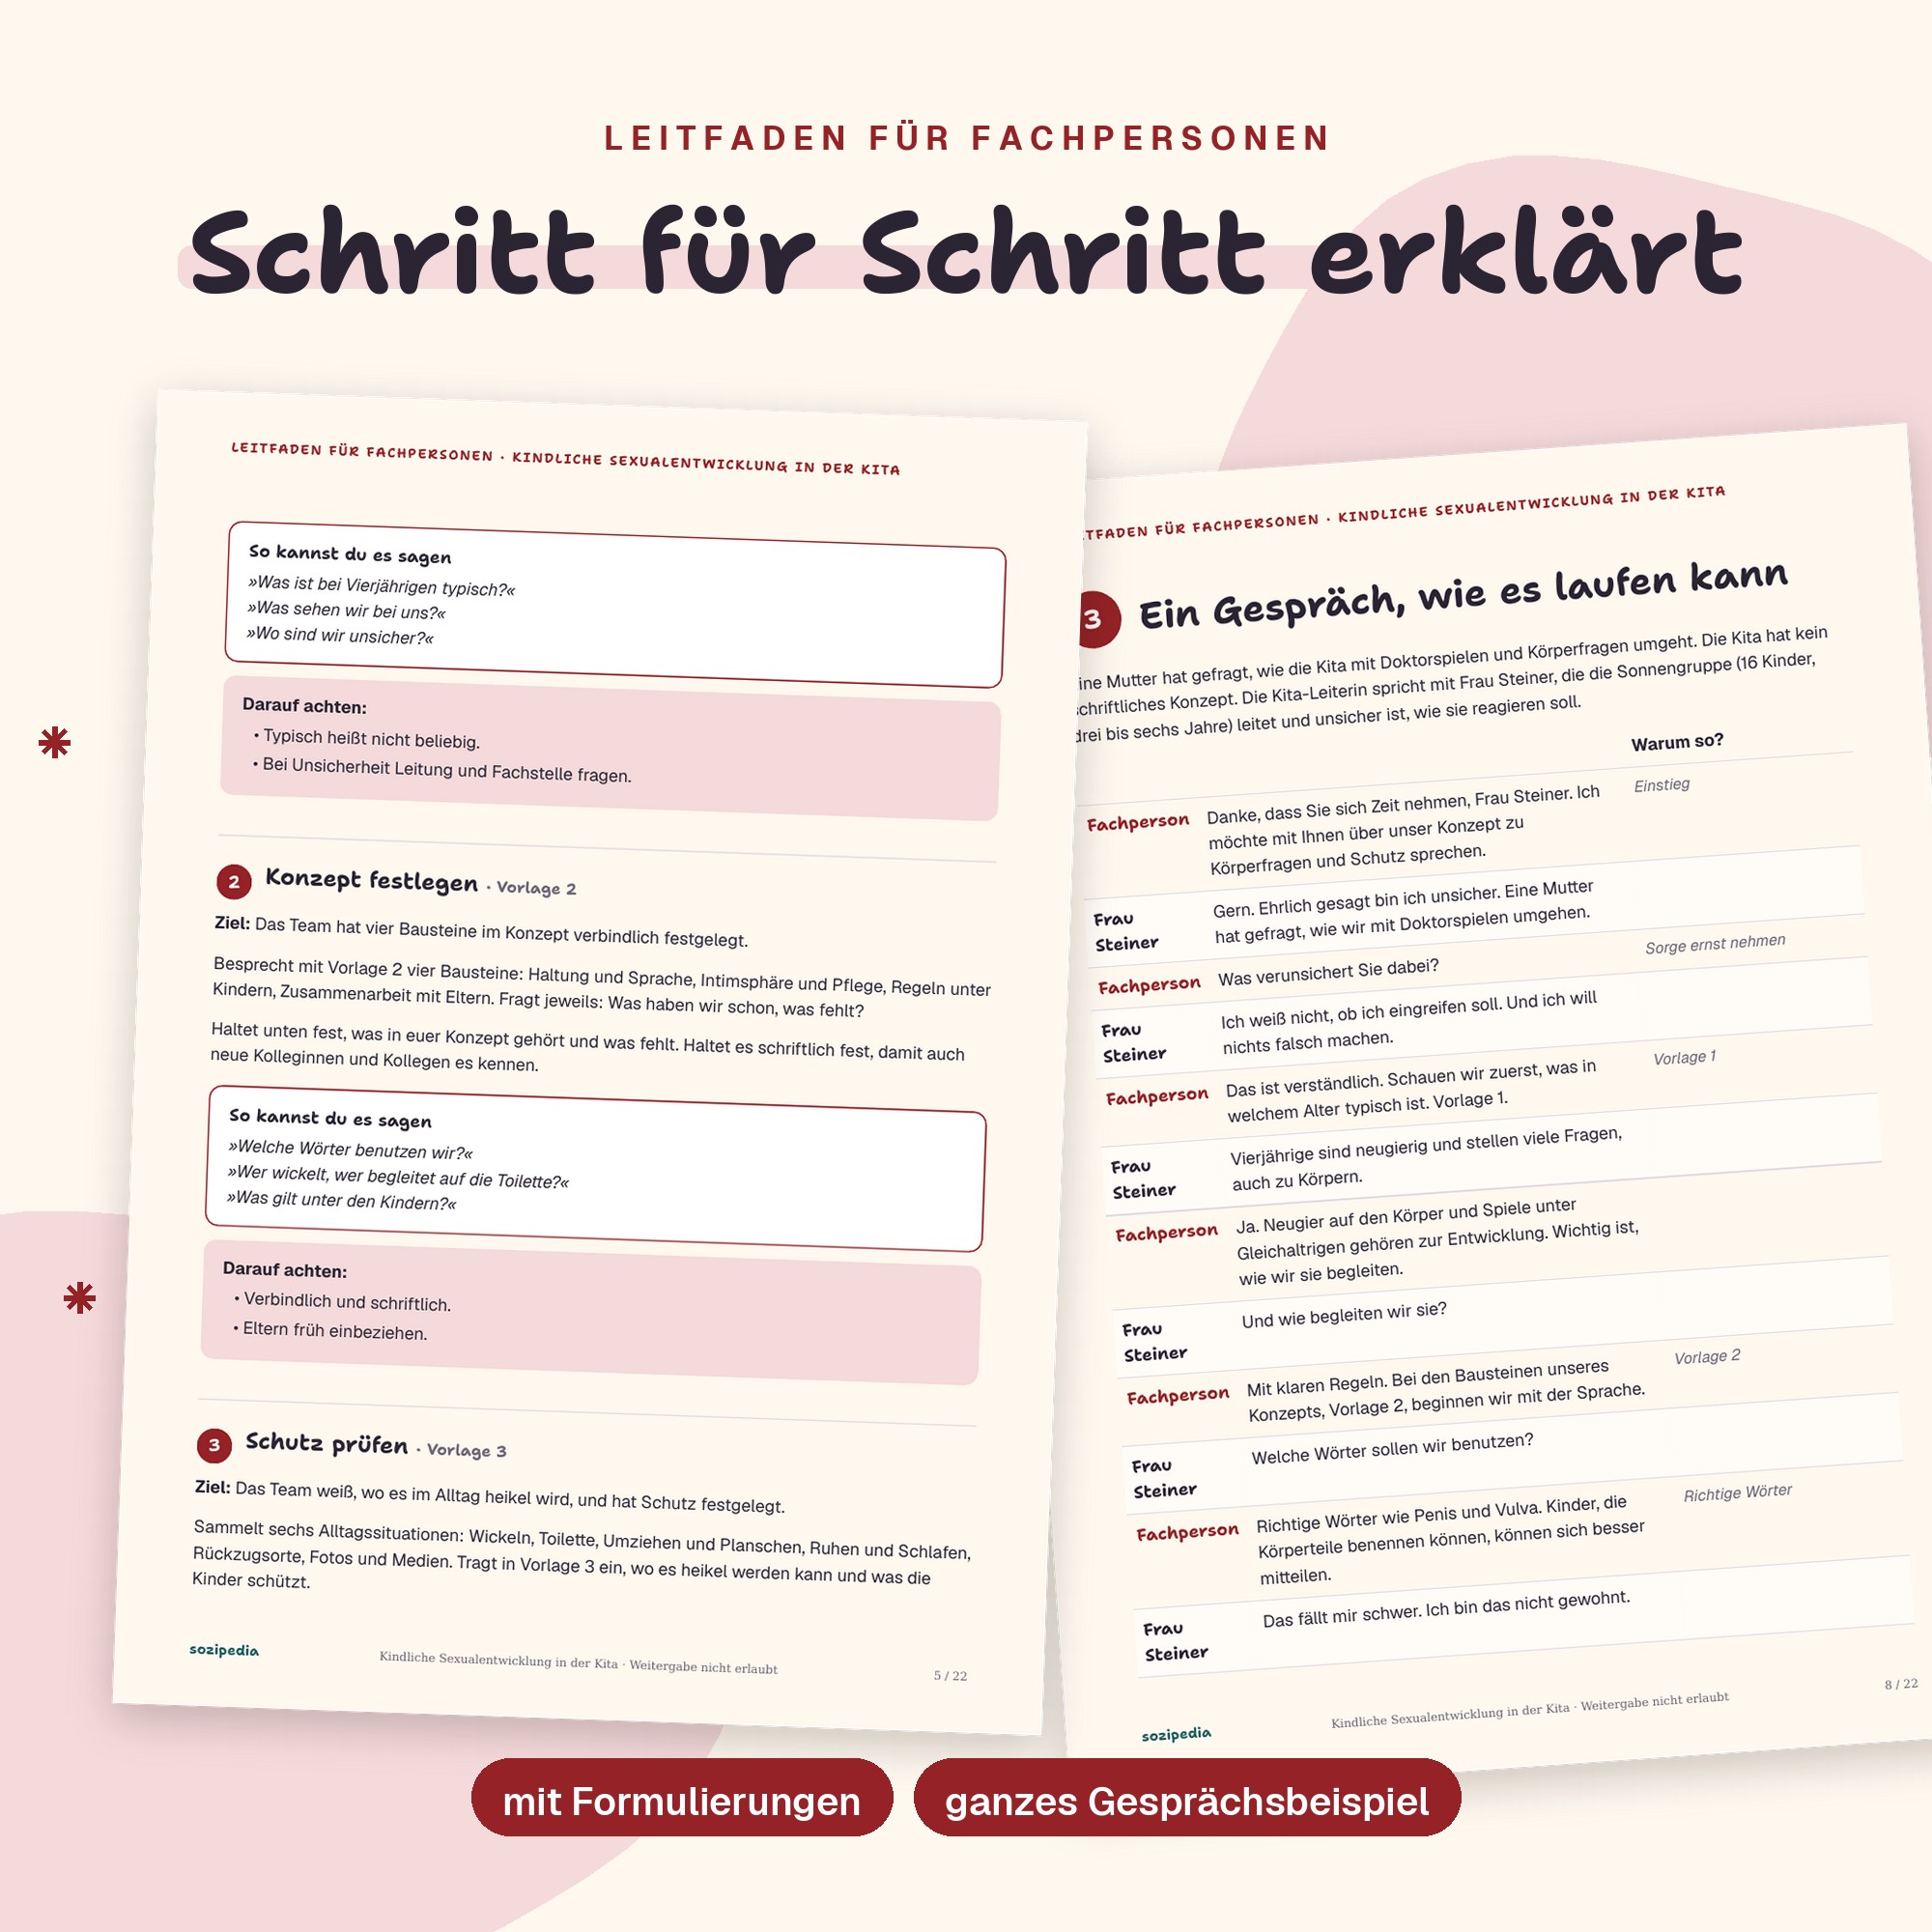 LEITFADEN FÜR FACHPERSONEN
Schritt für Schritt erklärt
LEITFADEN FÜR FACHPERSONEN · KINDLICHE SEXUALENTWICKLUNG IN DER KITA
So kannst du es sagen
»Was ist bei Vierjährigen typisch?«
»Was sehen wir bei uns?«
»Wo sind wir unsicher?«
Darauf achten:
• Typisch heißt nicht beliebig.
• Bei Unsicherheit Leitung und Fachstelle fragen.
2 Konzept festlegen · Vorlage 2
Ziel: Das Team hat vier Bausteine im Konzept verbindlich festgelegt.
Besprecht mit Vorlage 2 vier Bausteine: Haltung und Sprache, Intimsphäre und Pflege, Regeln unter
Kindern, Zusammenarbeit mit Eltern. Fragt jeweils: Was haben wir schon, was fehlt?
Haltet unten fest, was in euer Konzept gehört und was fehlt. Haltet es schriftlich fest, damit auch
neue Kolleginnen und Kollegen es kennen.
So kannst du es sagen
»Welche Wörter benutzen wir?«
»Wer wickelt, wer begleitet auf die Toilette?«
»Was gilt unter den Kindern?«
Darauf achten:
• Verbindlich und schriftlich.
• Eltern früh einbeziehen.
3 Schutz prüfen · Vorlage 3
Ziel: Das Team weiß, wo es im Alltag heikel wird, und hat Schutz festgelegt.
Sammelt sechs Alltagssituationen: Wickeln, Toilette, Umziehen und Planschen, Ruhen und Schlafen,
Rückzugsorte, Fotos und Medien. Tragt in Vorlage 3 ein, wo es heikel werden kann und was die
Kinder schützt.
sozipedia
Kindliche Sexualentwicklung in der Kita · Weitergabe nicht erlaubt
5 / 22
TFADEN FÜR FACHPERSONEN · KINDLICHE SEXUALENTWICKLUNG IN DER KITA
3 Ein Gespräch, wie es laufen kann
ine Mutter hat gefragt, wie die Kita mit Doktorspielen und Körperfragen umgeht. Die Kita hat kein
schriftliches Konzept. Die Kita-Leiterin spricht mit Frau Steiner, die die Sonnengruppe (16 Kinder,
drei bis sechs Jahre) leitet und unsicher ist, wie sie reagieren soll.
Warum so?
Fachperson Danke, dass Sie sich Zeit nehmen, Frau Steiner. Ich Einstieg
möchte mit Ihnen über unser Konzept zu
Körperfragen und Schutz sprechen.
Frau Gern. Ehrlich gesagt bin ich unsicher. Eine Mutter
Steiner hat gefragt, wie wir mit Doktorspielen umgehen.
Fachperson Was verunsichert Sie dabei? Sorge ernst nehmen
Frau Ich weiß nicht, ob ich eingreifen soll. Und ich will
Steiner nichts falsch machen.
Fachperson Das ist verständlich. Schauen wir zuerst, was in Vorlage 1
welchem Alter typisch ist. Vorlage 1.
Frau Vierjährige sind neugierig und stellen viele Fragen,
Steiner auch zu Körpern.
Fachperson Ja. Neugier auf den Körper und Spiele unter
Gleichaltrigen gehören zur Entwicklung. Wichtig ist,
wie wir sie begleiten.
Frau Und wie begleiten wir sie?
Steiner
Fachperson Mit klaren Regeln. Bei den Bausteinen unseres Vorlage 2
Konzepts, Vorlage 2, beginnen wir mit der Sprache.
Frau Welche Wörter sollen wir benutzen?
Steiner
Fachperson Richtige Wörter wie Penis und Vulva. Kinder, die Richtige Wörter
Körperteile benennen können, können sich besser
mitteilen.
Frau Das fällt mir schwer. Ich bin das nicht gewohnt.
Steiner
sozipedia
Kindliche Sexualentwicklung in der Kita · Weitergabe nicht erlaubt
8 / 22
mit Formulierungen
ganzes Gesprächsbeispiel